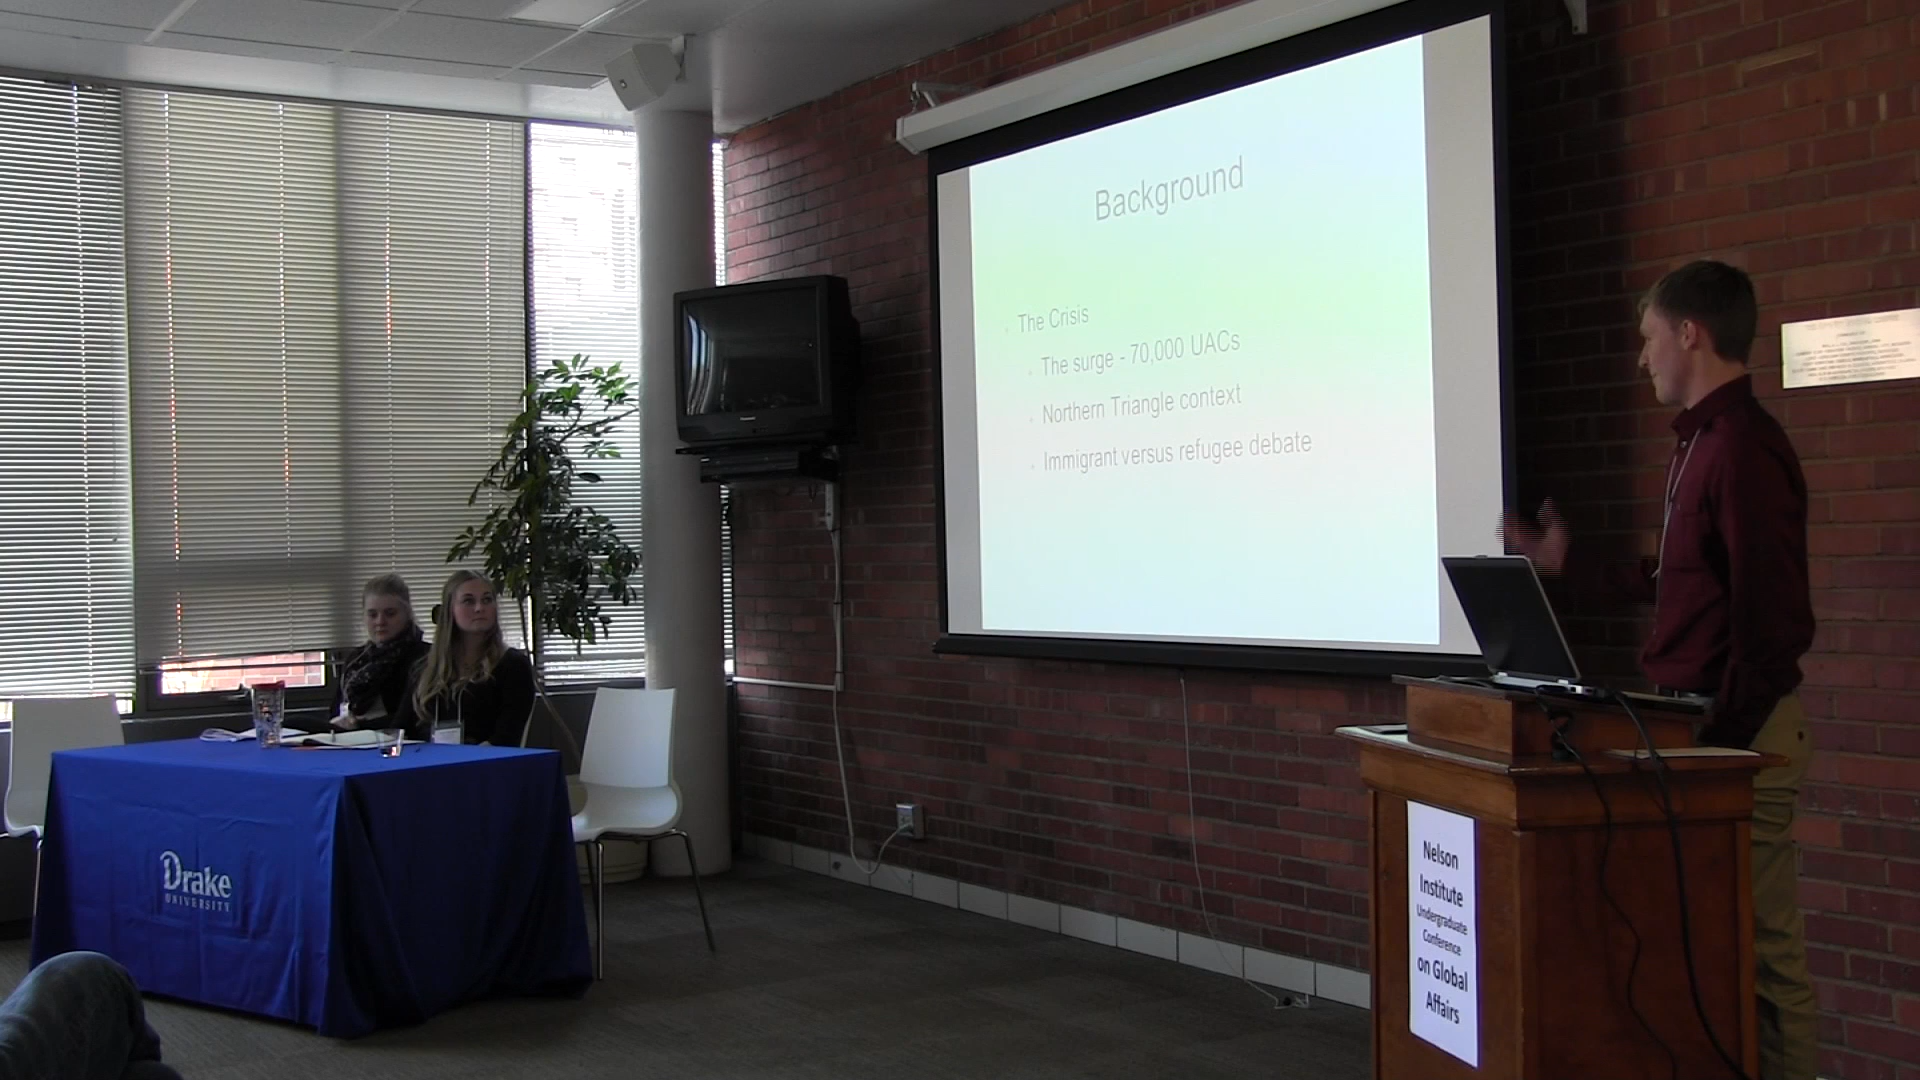 Background
The Crisis
The surge - 70,000 UACs
Northern Triangle context
Immigrant versus refugee debate
Drake
UNIVERSITY
Nelson
Institute
Undergraduate
Conference
on Global
Affairs